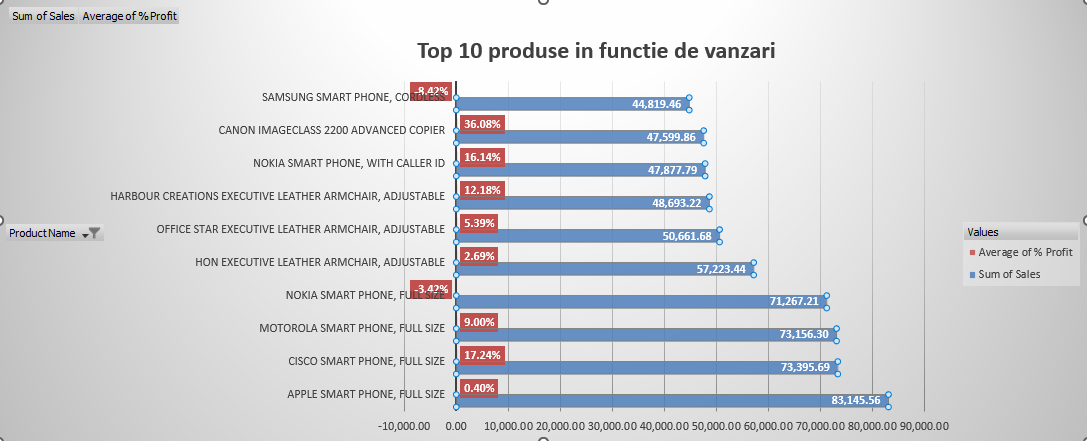 Sum of Sales Average of % Profit
Top 10 produse in functie de vanzari
-8.42%
SAMSUNG SMART PHONE, CORDLESS 44,819.46
36.08%
CANON IMAGECLASS 2200 ADVANCED COPIER 47,599.86
16.14%
NOKIA SMART PHONE, WITH CALLER ID 47,877.79
12.18%
HARBOUR CREATIONS EXECUTIVE LEATHER ARMCHAIR, ADJUSTABLE 48,693.22
5.39%
OFFICE STAR EXECUTIVE LEATHER ARMCHAIR, ADJUSTABLE 50,661.68
Product Name
Values
Average of % Profit
Sum of Sales
2.69%
HON EXECUTIVE LEATHER ARMCHAIR, ADJUSTABLE 57,223.44
-3.42%
NOKIA SMART PHONE, FULL SIZE 71,267.21
9.00%
MOTOROLA SMART PHONE, FULL SIZE 73,156.30
17.24%
CISCO SMART PHONE, FULL SIZE 73,395.69
0.40%
APPLE SMART PHONE, FULL SIZE 83,145.56
-10,000.00 0.00 10,000.00 20,000.00 30,000.00 40,000.00 50,000.00 60,000.00 70,000.00 80,000.00 90,000.00